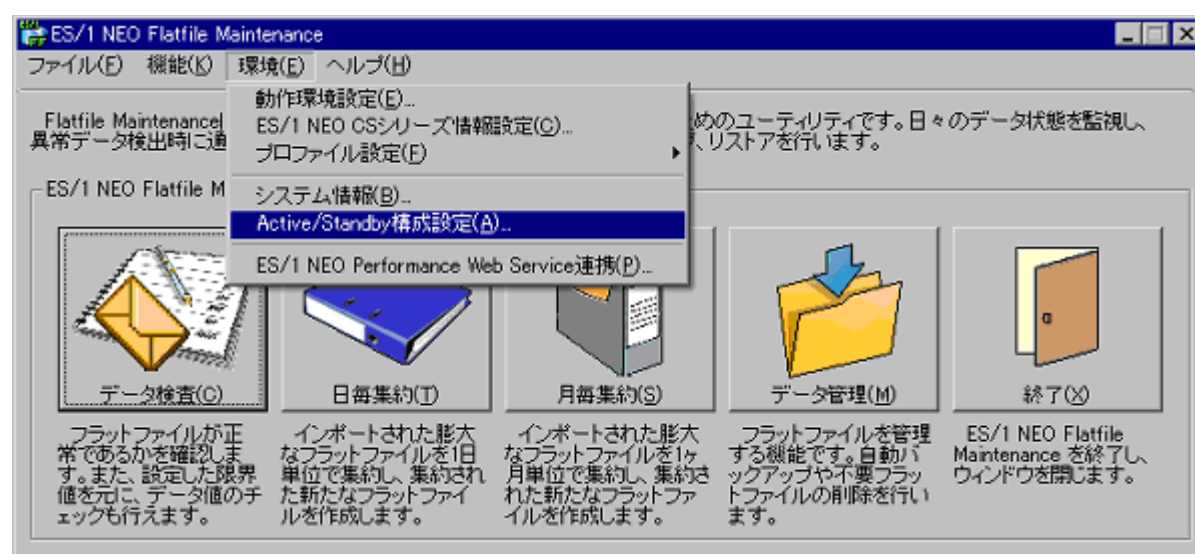 ES/1 NEO Flatfile Maintenance
ファイル(F) 機能(K) 環境(E) ヘルプ(H)
動作環境設定(E)...
ES/1 NEO CSシリーズ情報設定(C)...
プロファイル設定(F)
システム情報(B)...
Active/Standby構成設定(A)...
ES/1 NEO Performance Web Service連携(P)...
Flatfile Maintenance めのユーティリティです。日々のデータ状態を監視し、
異常データ検出時に通 、リストアを行います。
ES/1 NEO Flatfile M
データ検査(C)
日毎集約(T)
月毎集約(S)
データ管理(M)
終了(X)
フラットファイルが正
常であるかを確認しま
す。また、設定した限界
値を元に、データ値のチ
ェックも行えます。
インポートされた膨大
なフラットファイルを1日
単位で集約し、集約され
た新たなフラットファイ
ルを作成します。
インポートされた膨大
なフラットファイルを1ヶ
月単位で集約し、集約さ
れた新たなフラットファ
イルを作成します。
フラットファイルを管理
する機能です。自動バ
ックアップや不要フラッ
トファイルの削除を行い
ます。
ES/1 NEO Flatfile
Maintenance を終了し、
ウィンドウを閉じます。